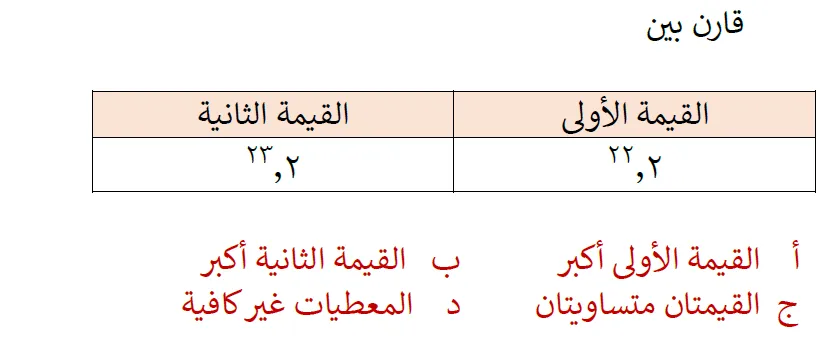 قارن بين
القيمة الأولى القيمة الثانية
٢٢,٢ ٢٣,٢
أ القيمة الأولى أكبر ب القيمة الثانية أكبر
ج القيمتان متساويتان د المعطيات غير كافية